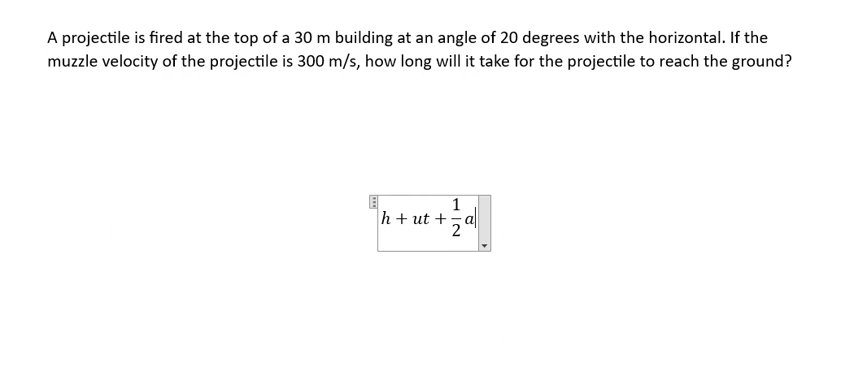 A projectile is fired at the top of a 30 m building at an angle of 20 degrees with the horizontal. If the
muzzle velocity of the projectile is 300 m/s, how long will it take for the projectile to reach the ground?
h + ut + 1/2 a